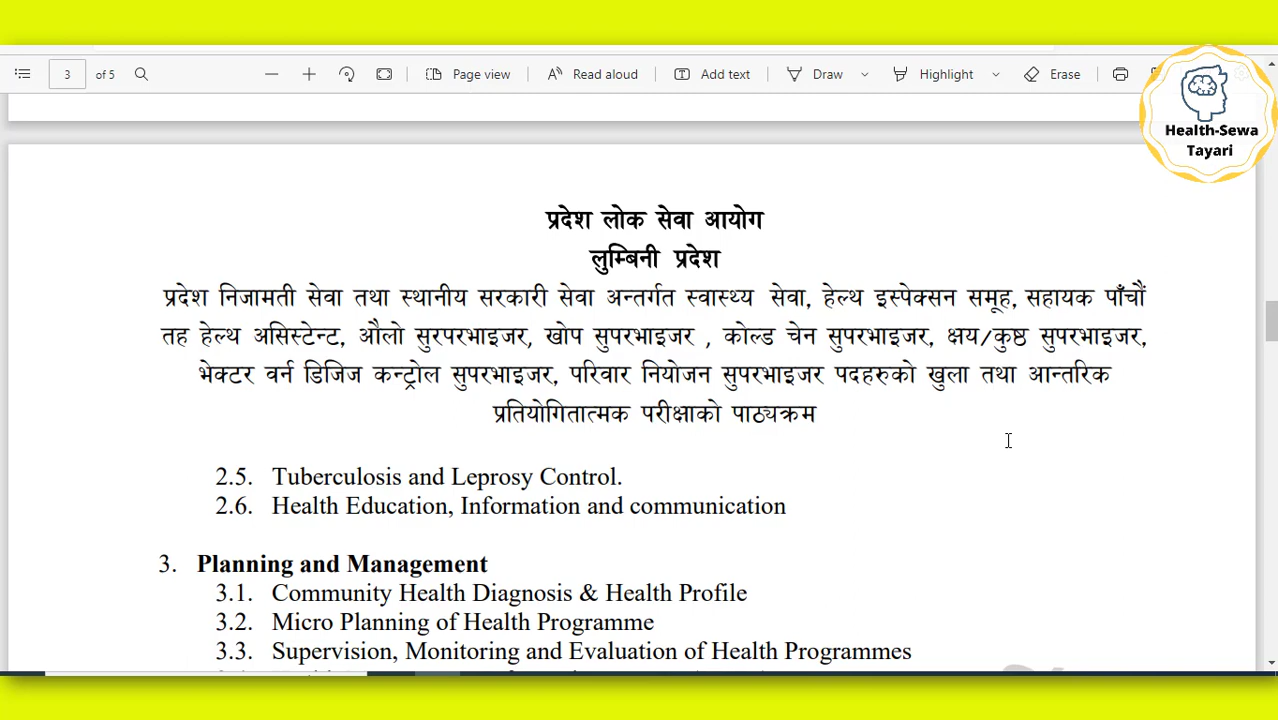 3 of 5 Page view Read aloud Add text Draw Highlight Erase
Health-Sewa
Tayari
प्रदेश लोक सेवा आयोग
लुम्बिनी प्रदेश
प्रदेश निजामती सेवा तथा स्थानीय सरकारी सेवा अन्तर्गत स्वास्थ्य सेवा, हेल्थ इस्पेक्सन समूह, सहायक पाँचौं
तह हेल्थ असिस्टेन्ट, औलो सुरपरभाइजर, खोप सुपरभाइजर , कोल्ड चेन सुपरभाइजर, क्षय/कुष्ठ सुपरभाइजर,
भेक्टर वर्न डिजिज कन्ट्रोल सुपरभाइजर, परिवार नियोजन सुपरभाइजर पदहरुको खुला तथा आन्तरिक
प्रतियोगितात्मक परीक्षाको पाठ्यक्रम
2.5. Tuberculosis and Leprosy Control.
2.6. Health Education, Information and communication
3. Planning and Management
3.1. Community Health Diagnosis & Health Profile
3.2. Micro Planning of Health Programme
3.3. Supervision, Monitoring and Evaluation of Health Programmes